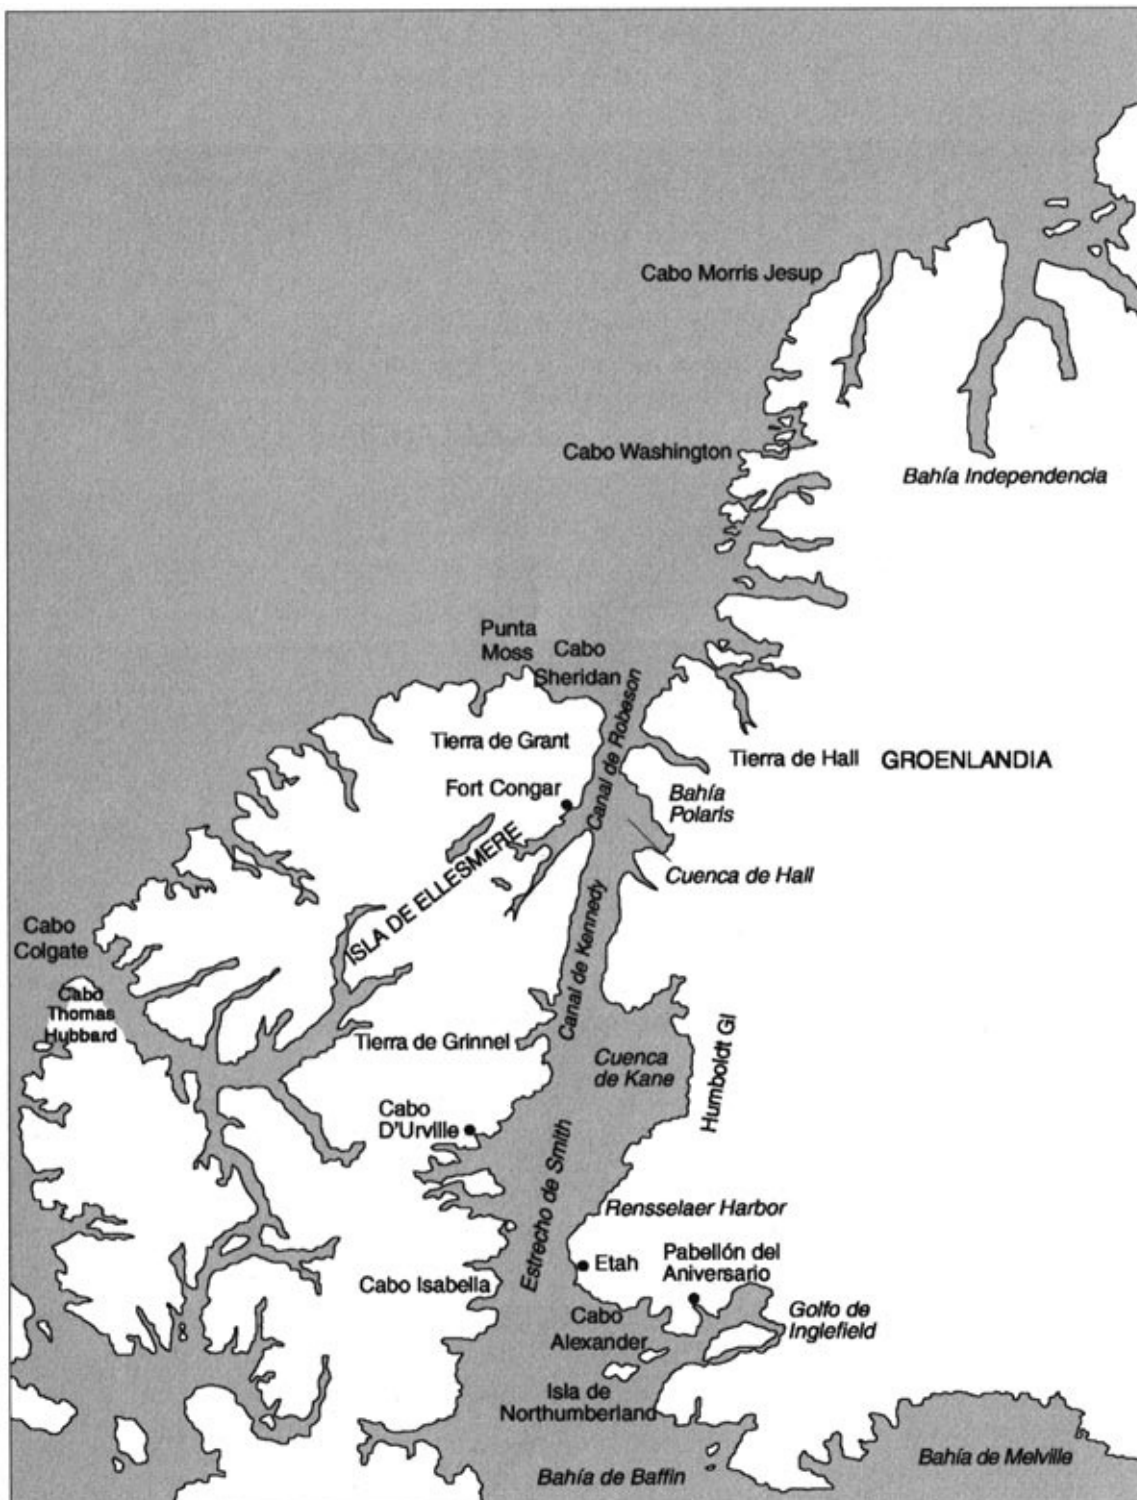 Cabo Morris Jesup
Cabo Washington
Bahía Independencia
Punta
Moss
Cabo
Sheridan
Canal de Robeson
Tierra de Grant
Tierra de Hall
GROENLANDIA
Fort Congar
Bahía
Polaris
ISLA DE ELLESMERE
Cuenca de Hall
Cabo
Colgate
Canal de Kennedy
Cabo
Thomas
Hubbard
Tierra de Grinnel
Cuenca
de Kane
Humboldt Gl
Cabo
D'Urville
Estrecho de Smith
Rensselaer Harbor
Etah
Pabellón del
Aniversario
Cabo Isabella
Cabo
Alexander
Golfo de
Inglefield
Isla de
Northumberland
Bahía de Baffin
Bahía de Melville